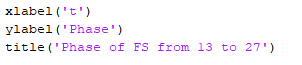 xlabel('t')
ylabel('Phase')
title('Phase of FS from 13 to 27')